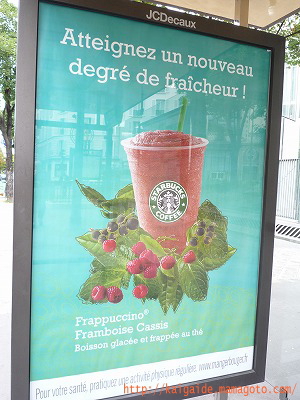 JCDecaux
Atteignez un nouveau
degré de fraîcheur !
STARBUCKS
COFFEE
Frappuccino®
Framboise Cassis
Boisson glacée et frappée au thé
Pour votre santé, pratiquez une activité physique régulière. www.mangerbouger.fr
http://kaigaide.mamagoto.com/